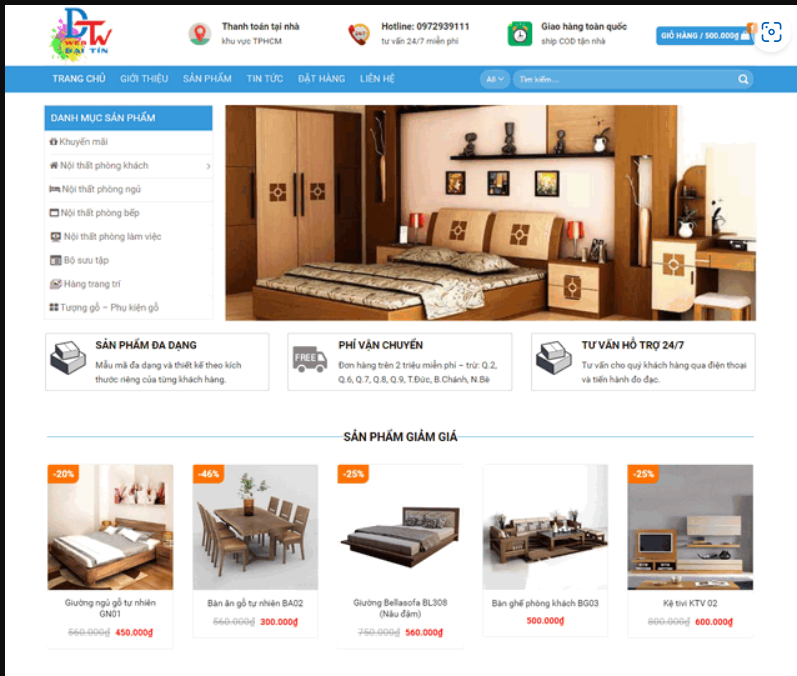 DTW
WEB
ĐẠI TÍN
Thanh toán tại nhà
khu vực TPHCM
24/7
Hotline: 0972939111
tư vấn 24/7 miễn phí
Giao hàng toàn quốc
ship COD tận nhà
GIỎ HÀNG / 500.000₫
TRANG CHỦ GIỚI THIỆU SẢN PHẨM TIN TỨC ĐẶT HÀNG LIÊN HỆ
All Tìm kiếm...
DANH MỤC SẢN PHẨM
Khuyến mãi
Nội thất phòng khách
Nội thất phòng ngủ
Nội thất phòng bếp
Nội thất phòng làm việc
Bộ sưu tập
Hàng trang trí
Tượng gỗ – Phụ kiện gỗ
SẢN PHẨM ĐA DẠNG
Mẫu mã đa dạng và thiết kế theo kích
thước riêng của từng khách hàng.
FREE
PHÍ VẬN CHUYỂN
Đơn hàng trên 2 triệu miễn phí – trừ: Q.2,
Q.6, Q.7, Q.8, Q.9, T.Đúc, B.Chánh, N.Bè
TƯ VẤN HỖ TRỢ 24/7
Tư vấn cho quý khách hàng qua điện thoại
và tiến hành đo đạc.
SẢN PHẨM GIẢM GIÁ
-20%
Giường ngủ gỗ tự nhiên
GN01
560.000₫ 450.000₫
-46%
Bàn ăn gỗ tự nhiên BA02
560.000₫ 300.000₫
-25%
Giường Bellasofa BL308
(Nâu đậm)
750.000₫ 560.000₫
Bàn ghế phòng khách BG03
500.000₫
-25%
Kệ tivi KTV 02
800.000₫ 600.000₫